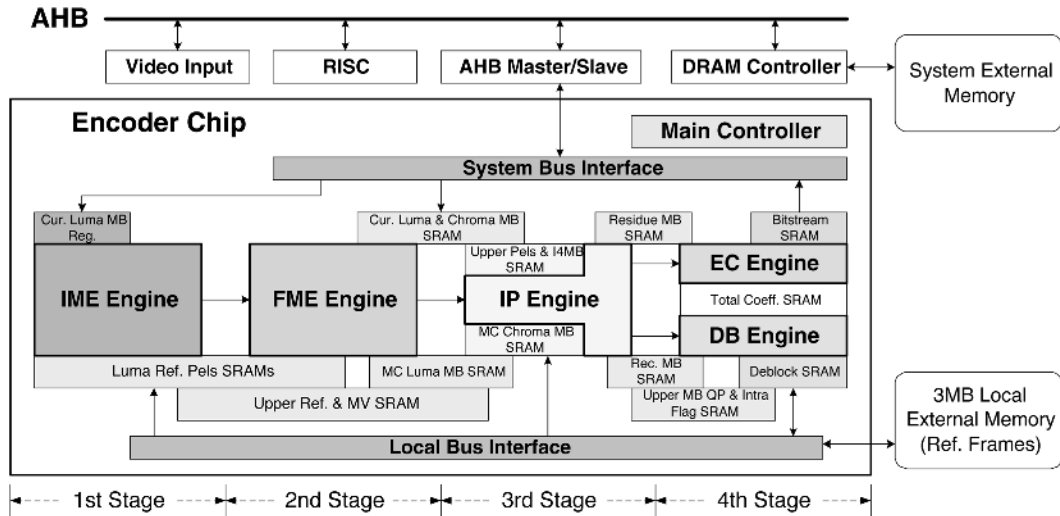 AHB
Video Input
RISC
AHB Master/Slave
DRAM Controller
System External
Memory
Encoder Chip
Main Controller
System Bus Interface
Cur. Luma MB
Reg.
Cur. Luma & Chroma MB
SRAM
Residue MB
SRAM
Bitstream
SRAM
Upper Pels & I4MB
SRAM
IME Engine
FME Engine
IP Engine
EC Engine
Total Coeff. SRAM
DB Engine
MC Chroma MB
SRAM
Luma Ref. Pels SRAMs
MC Luma MB SRAM
Rec. MB
SRAM
Deblock SRAM
Upper Ref. & MV SRAM
Upper MB QP & Intra
Flag SRAM
Local Bus Interface
3MB Local
External Memory
(Ref. Frames)
1st Stage
2nd Stage
3rd Stage
4th Stage